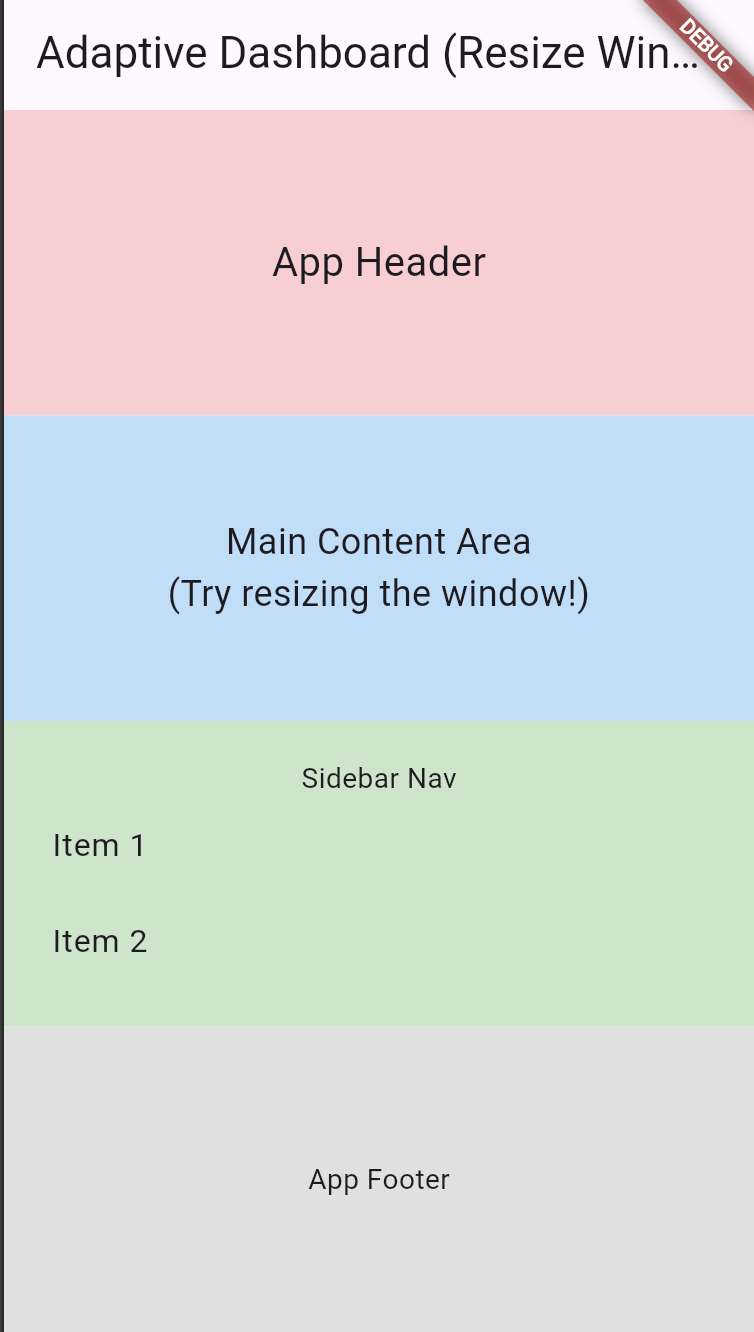 Adaptive Dashboard (Resize Win...
DEBUG
App Header
Main Content Area
(Try resizing the window!)
Sidebar Nav
Item 1
Item 2
App Footer